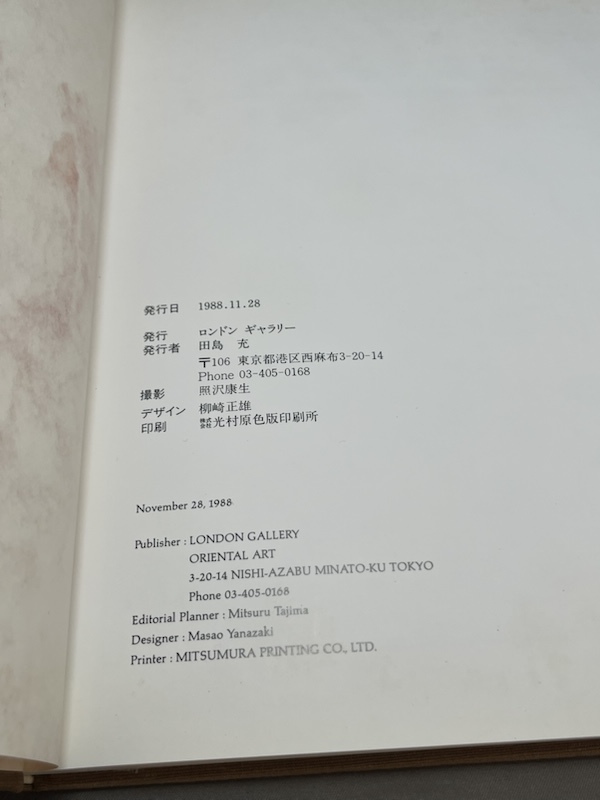 発行日 1988.11.28
発行 ロンドン ギャラリー
発行者 田島 充
〒106 東京都港区西麻布3-20-14
Phone 03-405-0168
撮影 照沢康生
デザイン 柳崎正雄
印刷 株式会社光村原色版印刷所
November 28, 1988
Publisher : LONDON GALLERY
ORIENTAL ART
3-20-14 NISHI-AZABU MINATO-KU TOKYO
Phone 03-405-0168
Editorial Planner : Mitsuru Tajima
Designer : Masao Yanazaki
Printer : MITSUMURA PRINTING CO., LTD.